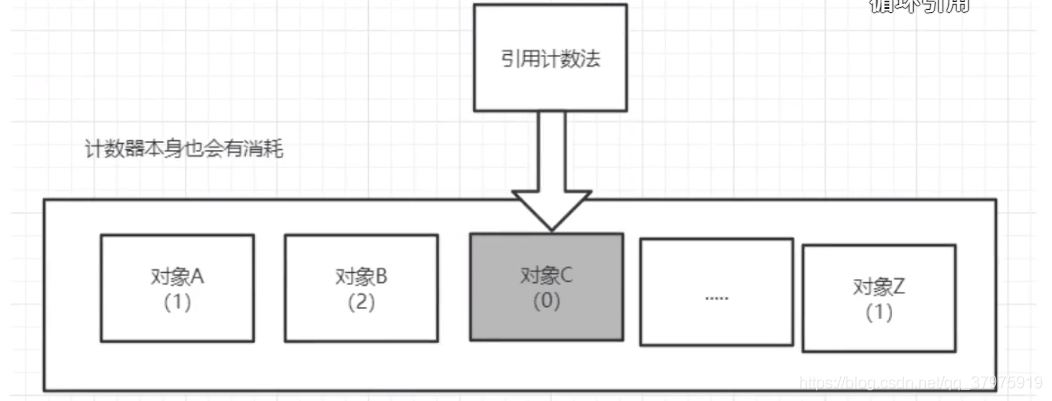 循环引用
引用计数法
计数器本身也会有消耗
对象A
(1)
对象B
(2)
对象C
(0)
.....
对象Z
(1)
https://blog.csdn.net/qq_37975919